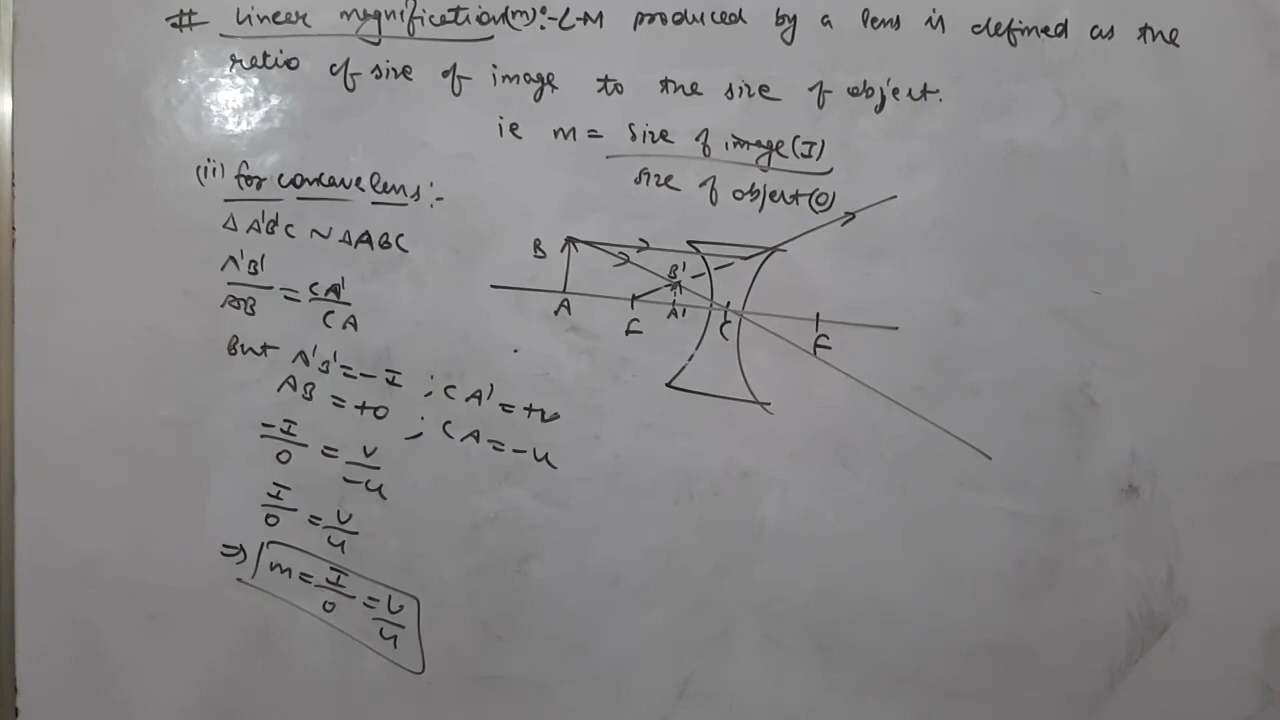 # Linear magnification(m):- L-M produced by a lens is defined as the
ratio of size of image to the size of object.
ie m = size of image(I)
size of object(O)
(ii) for concave lens:-
Δ A'B'C ~ Δ ABC
A'B'/AB = CA'/CA
But A'B' = -I ; CA' = +v
AB = +O ; CA = -u
-I/O = v/-u
I/O = v/u
⇒ m = I/O = v/u
B
B'
A
F
A'
C
F